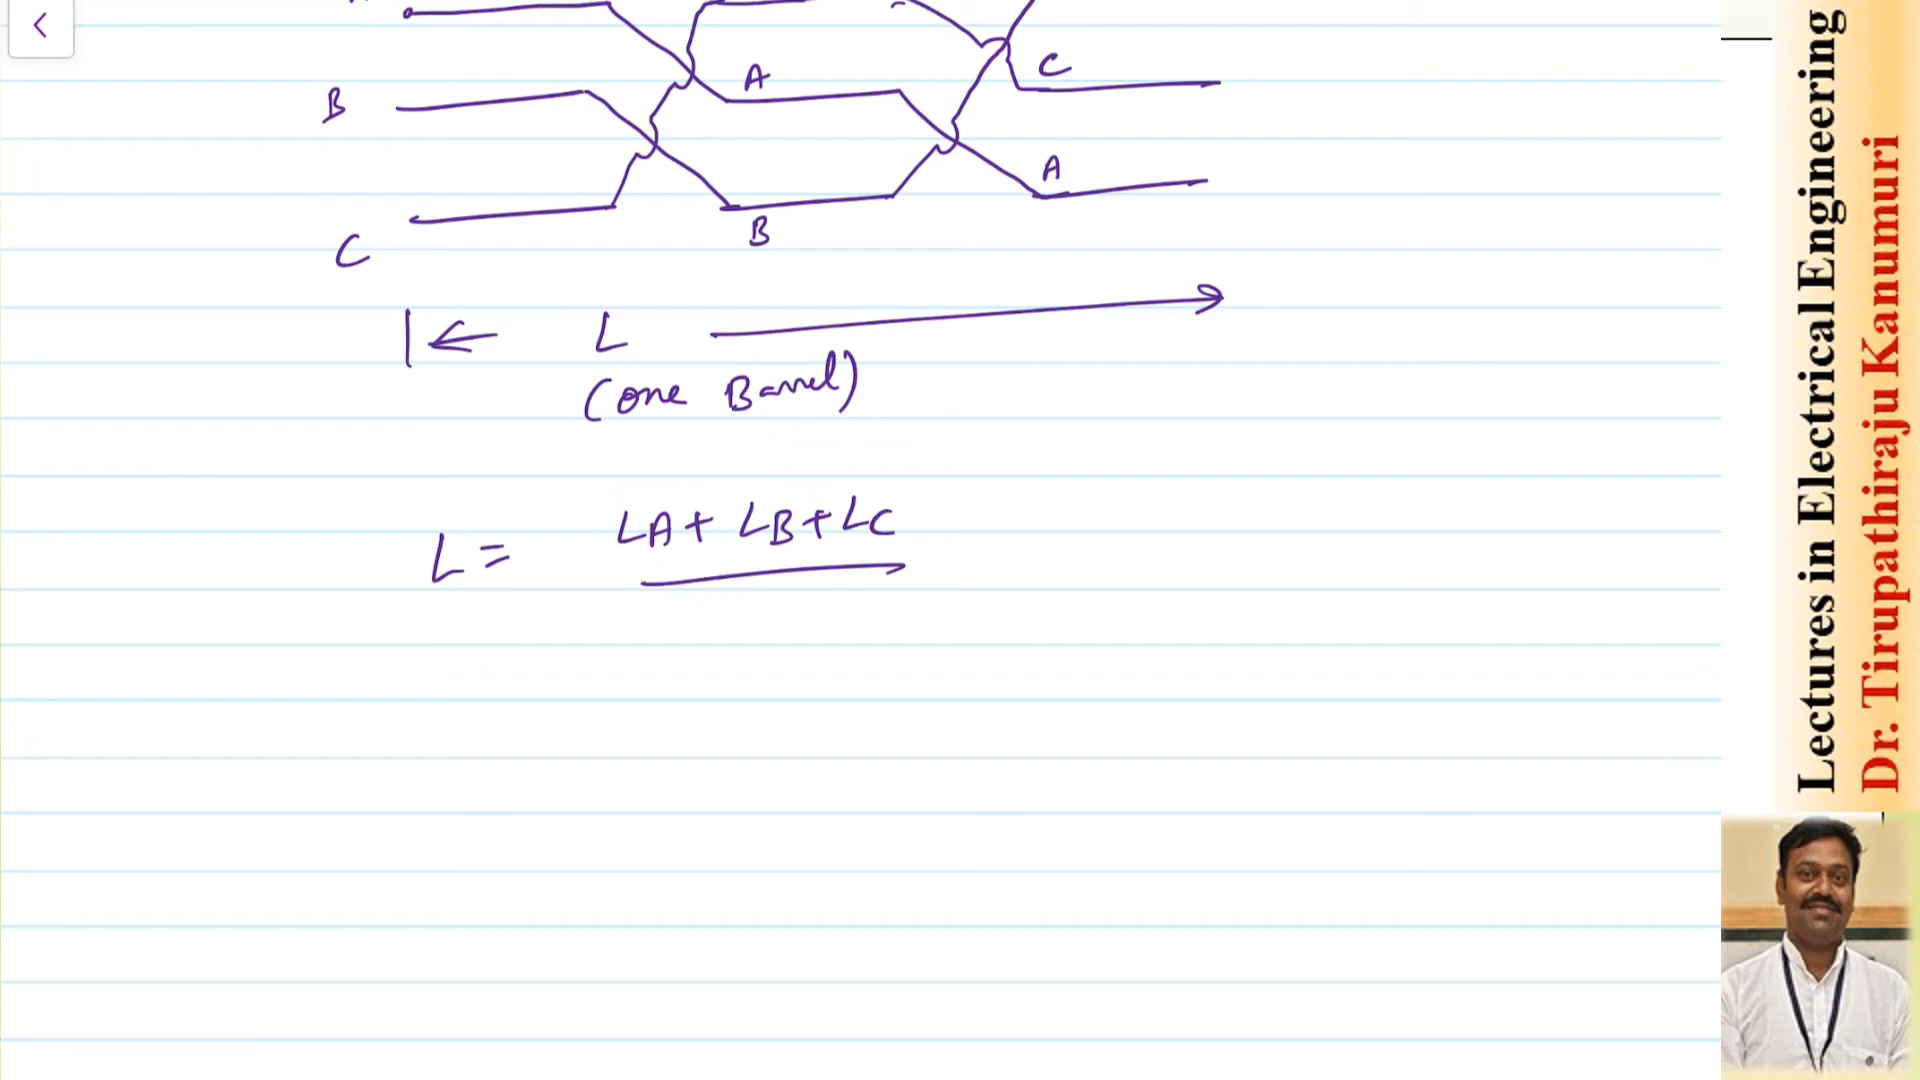 A
C
B
A
B
C
L
(one Barrel)
LA + LB + LC
L =
Lectures in Electrical Engineering
Dr. Tirupathiraju Kanumuri